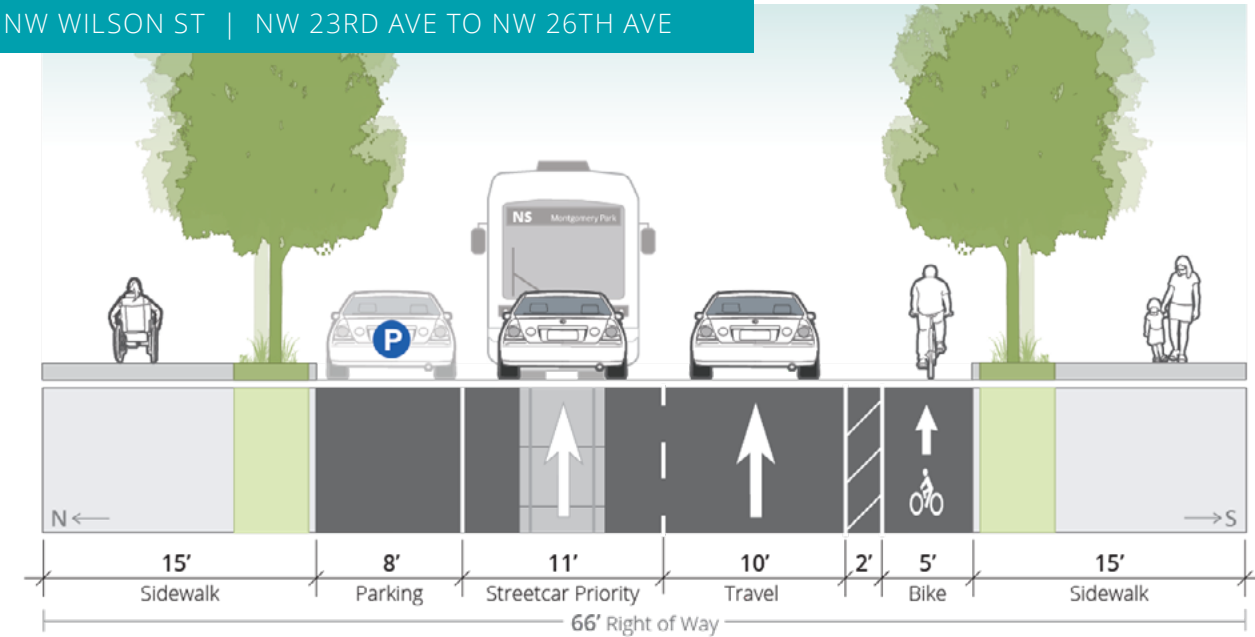 NW WILSON ST | NW 23RD AVE TO NW 26TH AVE
NS Montgomery Park
P
N
S
15’ 8’ 11’ 10’ 2’ 5’ 15’
Sidewalk Parking Streetcar Priority Travel Bike Sidewalk
66’ Right of Way